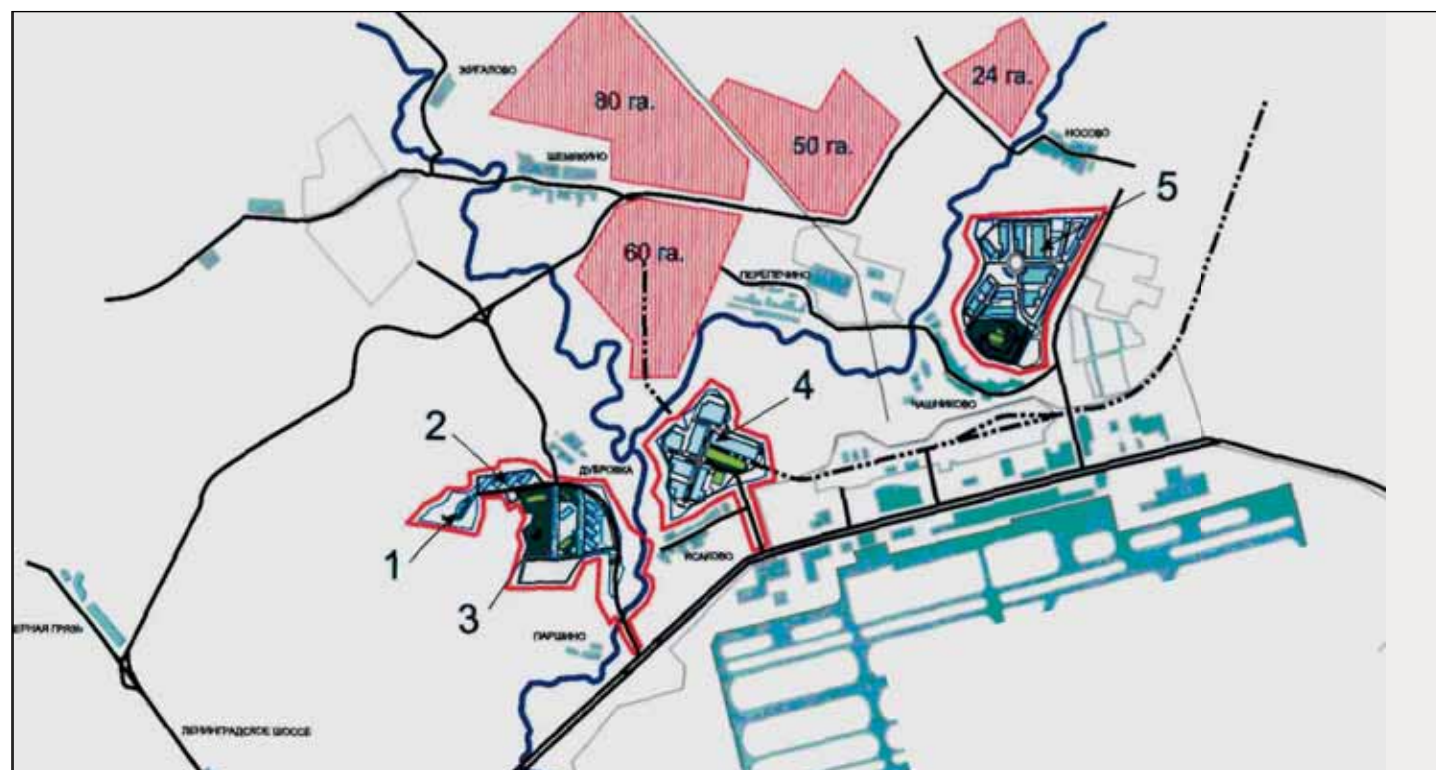 ЖИГАЛОВО
80 га.
24 га.
50 га.
НОСОВО
ШЕМЯКИНО
5
60 га.
ПЕРЕПЕЧИНО
4
ЧАШНИКОВО
2
ДУБРОВКА
1
ИСАКОВО
3
ЕРНАЯ ГРЯЗЬ
ПАРШИНО
ЛЕНИНГРАДСКОЕ ШОССЕ